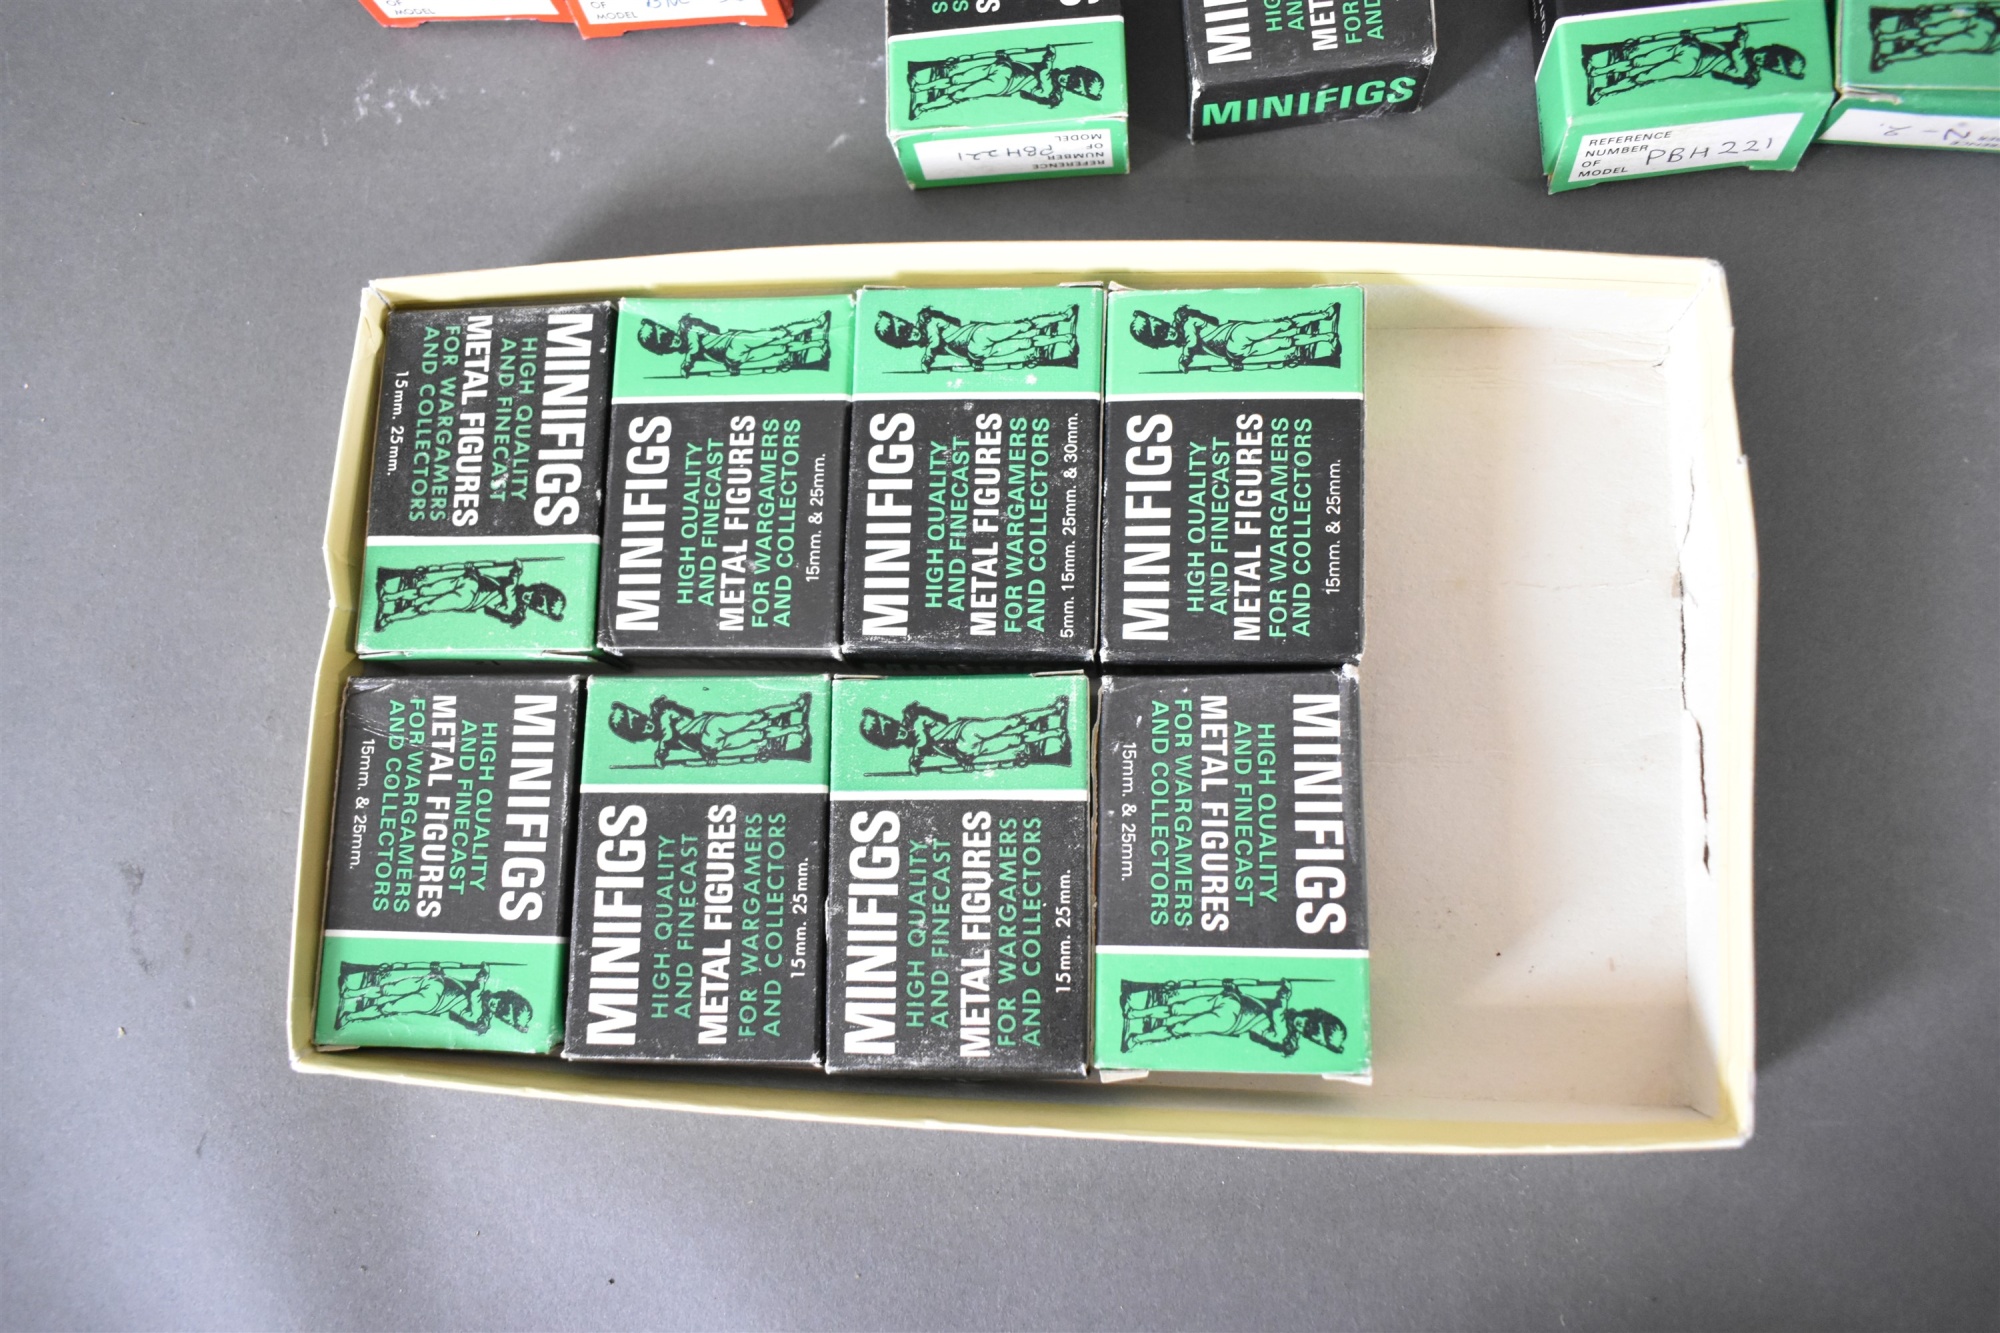 OF
MODEL
OF
MODEL
REFERENCE
NUMBER
OF
MODEL
PBH 221
MINIFIGS
REFERENCE
NUMBER
OF
MODEL
PBH 221
MINIFIGS
HIGH QUALITY
AND FINECAST
METAL FIGURES
FOR WARGAMERS
AND COLLECTORS
15mm. 25mm.
MINIFIGS
HIGH QUALITY
AND FINECAST
METAL FIGURES
FOR WARGAMERS
AND COLLECTORS
15mm. & 25mm.
MINIFIGS
HIGH QUALITY
AND FINECAST
METAL FIGURES
FOR WARGAMERS
AND COLLECTORS
5mm. 15mm. 25mm. & 30mm.
MINIFIGS
HIGH QUALITY
AND FINECAST
METAL FIGURES
FOR WARGAMERS
AND COLLECTORS
15mm. & 25mm.
MINIFIGS
HIGH QUALITY
AND FINECAST
METAL FIGURES
FOR WARGAMERS
AND COLLECTORS
15mm. & 25mm.
MINIFIGS
HIGH QUALITY
AND FINECAST
METAL FIGURES
FOR WARGAMERS
AND COLLECTORS
15mm. 25mm.
MINIFIGS
HIGH QUALITY
AND FINECAST
METAL FIGURES
FOR WARGAMERS
AND COLLECTORS
15mm. 25mm.
MINIFIGS
HIGH QUALITY
AND FINECAST
METAL FIGURES
FOR WARGAMERS
AND COLLECTORS
15mm. & 25mm.